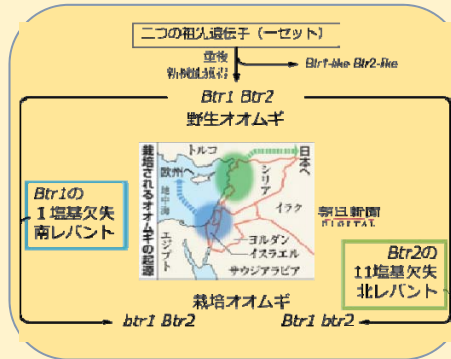 二つの祖先遺伝子（一セット）
重複
新機能獲得
Btr1-like Btr2-like
Btr1 Btr2
野生オオムギ
栽培されるオオムギの起源
トルコ
欧州へ
日本へ
地中海
シリア
イラク
エジプト
ヨルダン
イスラエル
サウジアラビア
朝日新聞
DIGITAL
Btr1の
１塩基欠失
南レバント
Btr2の
11塩基欠失
北レバント
栽培オオムギ
btr1 Btr2
Btr1 btr2